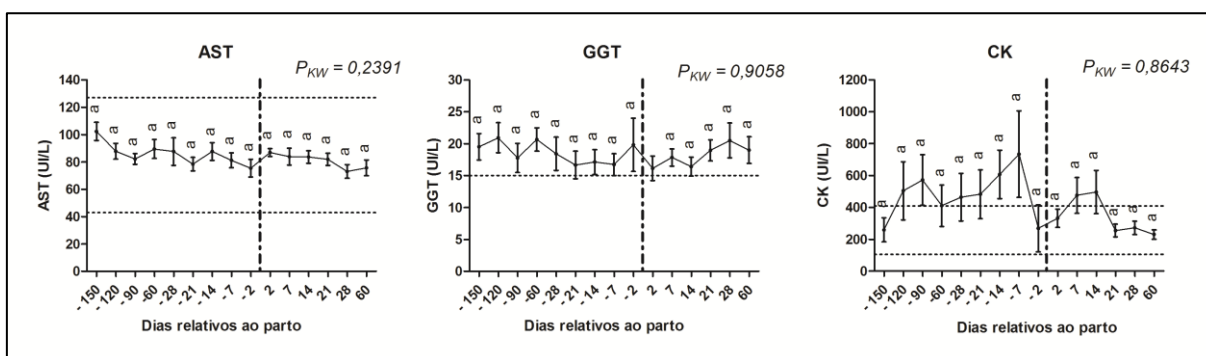 AST
P_KW = 0,2391
AST (UI/L)
140
120
100
80
60
40
20
0
a a a a a a a a a a a a a a a
- 150 - 120 - 90 - 60 - 28 - 21 - 14 - 7 - 2 2 7 14 21 28 60
Dias relativos ao parto
GGT
P_KW = 0,9058
GGT (UI/L)
30
25
20
15
10
5
0
a a a a a a a a a a a a a a a
- 150 - 120 - 90 - 60 - 28 - 21 - 14 - 7 - 2 2 7 14 21 28 60
Dias relativos ao parto
CK
P_KW = 0,8643
CK (UI/L)
1200
1000
800
600
400
200
0
a a a a a a a a a a a a a a a
- 150 - 120 - 90 - 60 - 28 - 21 - 14 - 7 - 2 2 7 14 21 28 60
Dias relativos ao parto